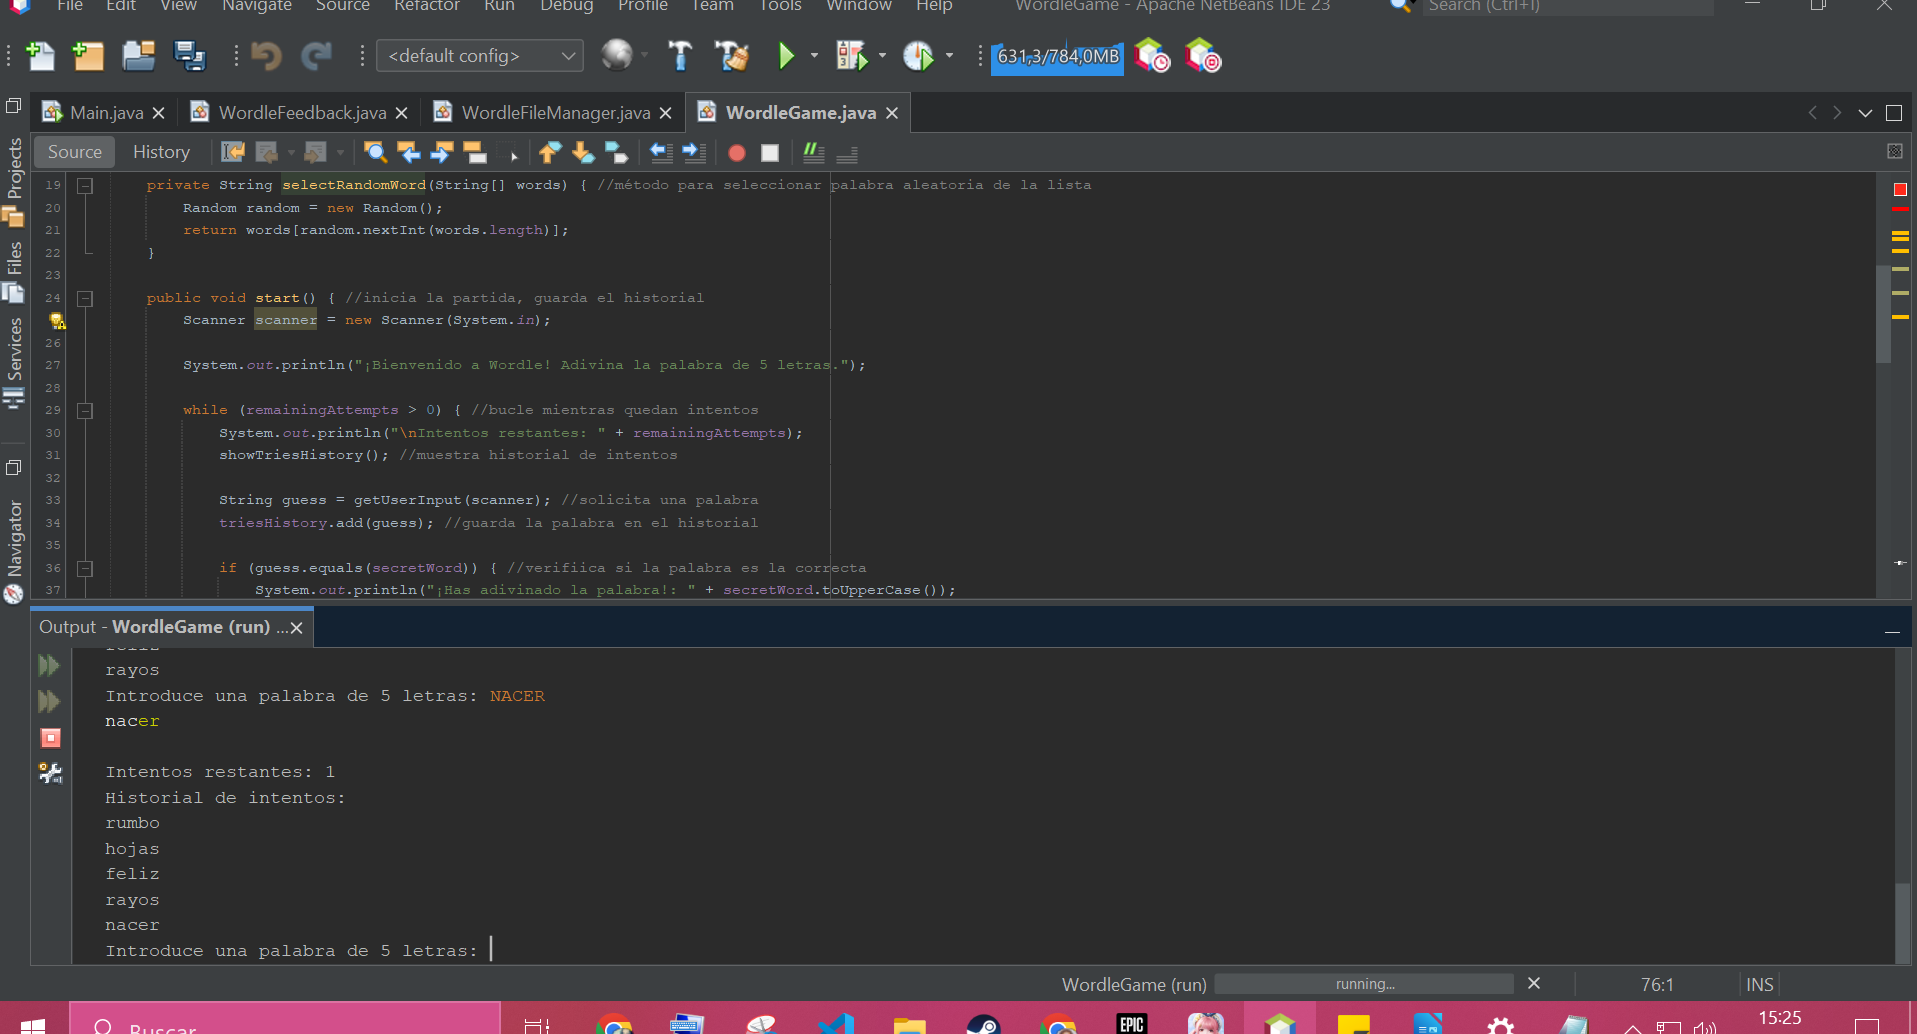 File Edit View Navigate Source Refactor Run Debug Profile Team Tools Window Help WordleGame - Apache NetBeans IDE 23 Search (Ctrl+I)
<default config> 631,3/784,0MB
Main.java WordleFeedback.java WordleFileManager.java WordleGame.java
Source History
Projects
Files
Services
Navigator
19 private String selectRandomWord(String[] words) { //método para seleccionar palabra aleatoria de la lista
20 Random random = new Random();
21 return words[random.nextInt(words.length)];
22 }
23
24 public void start() { //inicia la partida, guarda el historial
Scanner scanner = new Scanner(System.in);
26
27 System.out.println("¡Bienvenido a Wordle! Adivina la palabra de 5 letras.");
28
29 while (remainingAttempts > 0) { //bucle mientras quedan intentos
30 System.out.println("\nIntentos restantes: " + remainingAttempts);
31 showTriesHistory(); //muestra historial de intentos
32
33 String guess = getUserInput(scanner); //solicita una palabra
34 triesHistory.add(guess); //guarda la palabra en el historial
35
36 if (guess.equals(secretWord)) { //verifiica si la palabra es la correcta
37 System.out.println("¡Has adivinado la palabra!: " + secretWord.toUpperCase());
Output - WordleGame (run) ...
feliz
rayos
Introduce una palabra de 5 letras: NACER
nacer
Intentos restantes: 1
Historial de intentos:
rumbo
hojas
feliz
rayos
nacer
Introduce una palabra de 5 letras:
WordleGame (run) running... 76:1 INS
Buscar EPIC 15:25